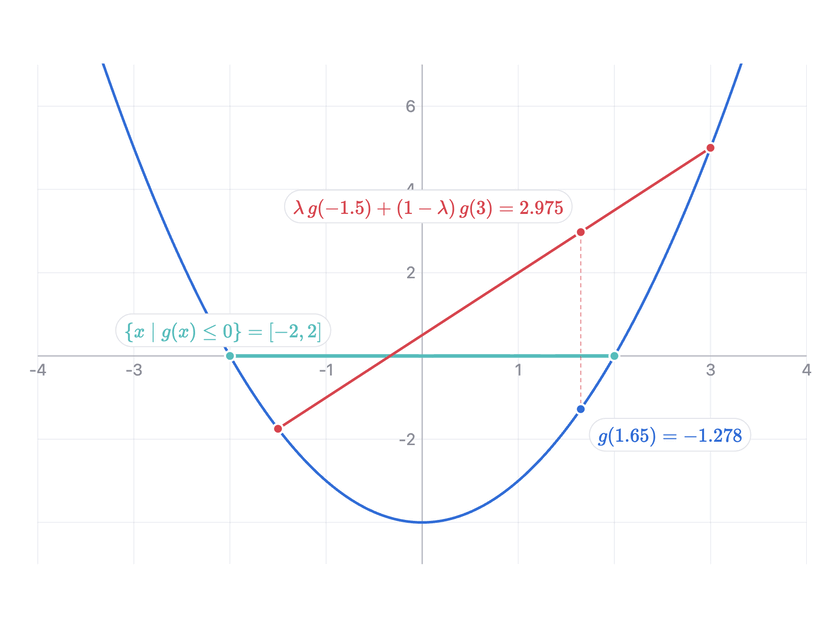 6
4
λ g(−1.5) + (1 − λ) g(3) = 2.975
2
{x | g(x) ≤ 0} = [−2, 2]
-4 -3 -1 1 3 4
g(1.65) = −1.278
-2